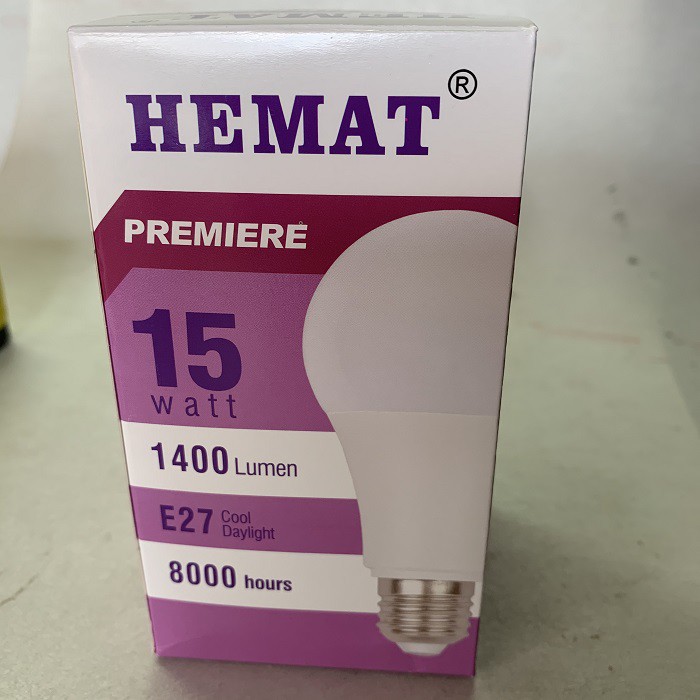 HEMAT®
PREMIERE
15
watt
1400 Lumen
E27 Cool
Daylight
8000 hours